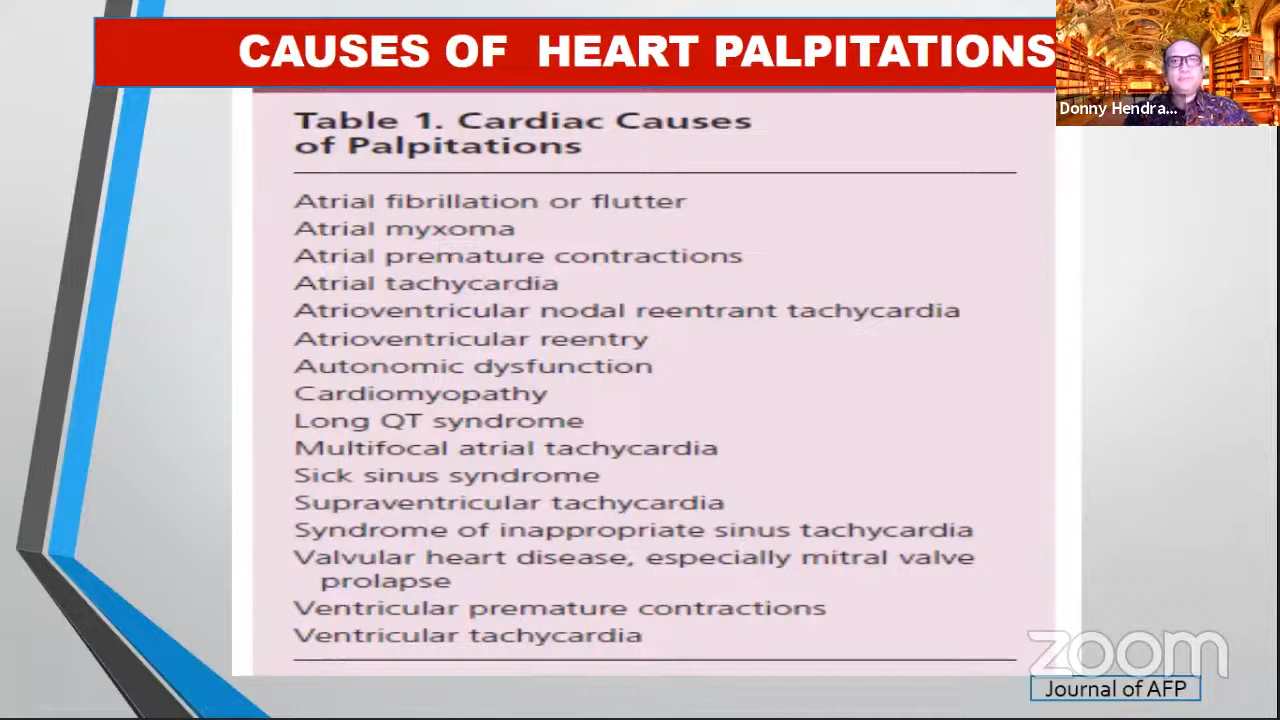 CAUSES OF HEART PALPITATIONS
Donny Hendra...
Table 1. Cardiac Causes
of Palpitations
Atrial fibrillation or flutter
Atrial myxoma
Atrial premature contractions
Atrial tachycardia
Atrioventricular nodal reentrant tachycardia
Atrioventricular reentry
Autonomic dysfunction
Cardiomyopathy
Long QT syndrome
Multifocal atrial tachycardia
Sick sinus syndrome
Supraventricular tachycardia
Syndrome of inappropriate sinus tachycardia
Valvular heart disease, especially mitral valve
prolapse
Ventricular premature contractions
Ventricular tachycardia
zoom
Journal of AFP